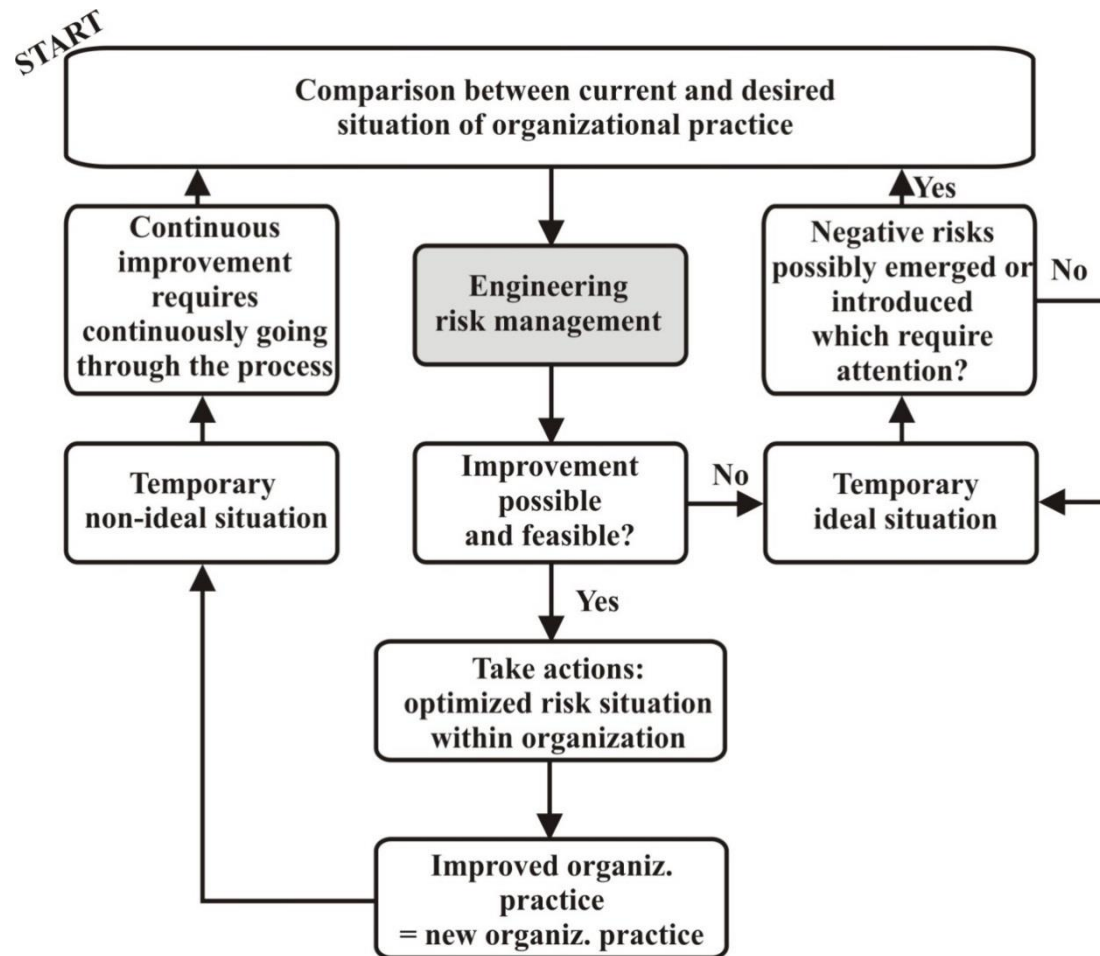 START
Comparison between current and desired
situation of organizational practice
Continuous
improvement
requires
continuously going
through the process
Engineering
risk management
Yes
Negative risks
possibly emerged or
introduced
which require
attention?
No
Temporary
non-ideal situation
Improvement
possible
and feasible?
No
Temporary
ideal situation
Yes
Take actions:
optimized risk situation
within organization
Improved organiz.
practice
= new organiz. practice